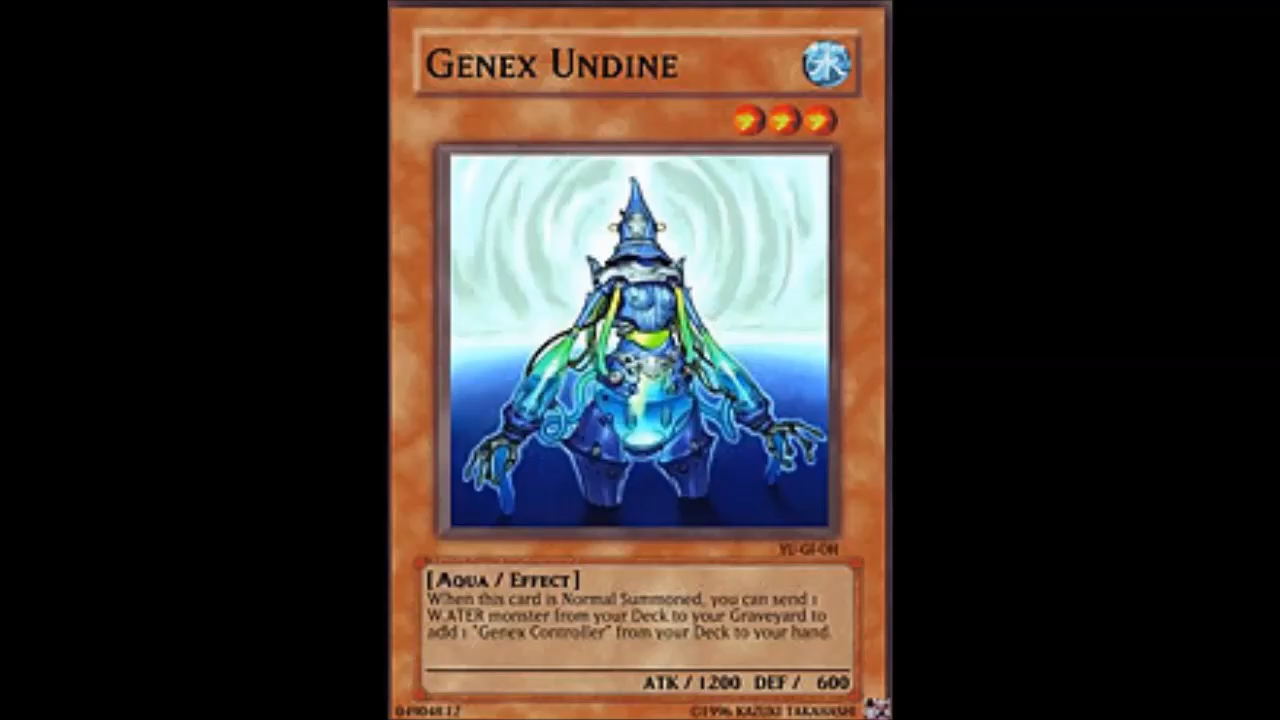 GENEX UNDINE
水
YU-GI-OH
[AQUA / EFFECT]
When this card is Normal Summoned, you can send 1
WATER monster from your Deck to your Graveyard to
add 1 "Genex Controller" from your Deck to your hand.
ATK / 1200 DEF / 600
©1996 KAZUKI TAKAHASHI